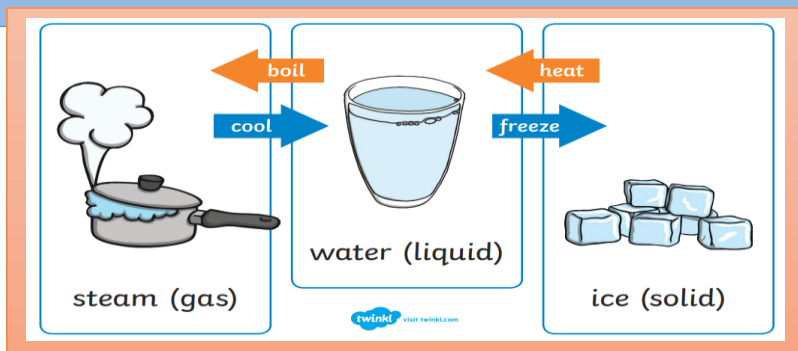 boil
heat
cool
freeze
water (liquid)
steam (gas)
ice (solid)
twinkl visit twinkl.com